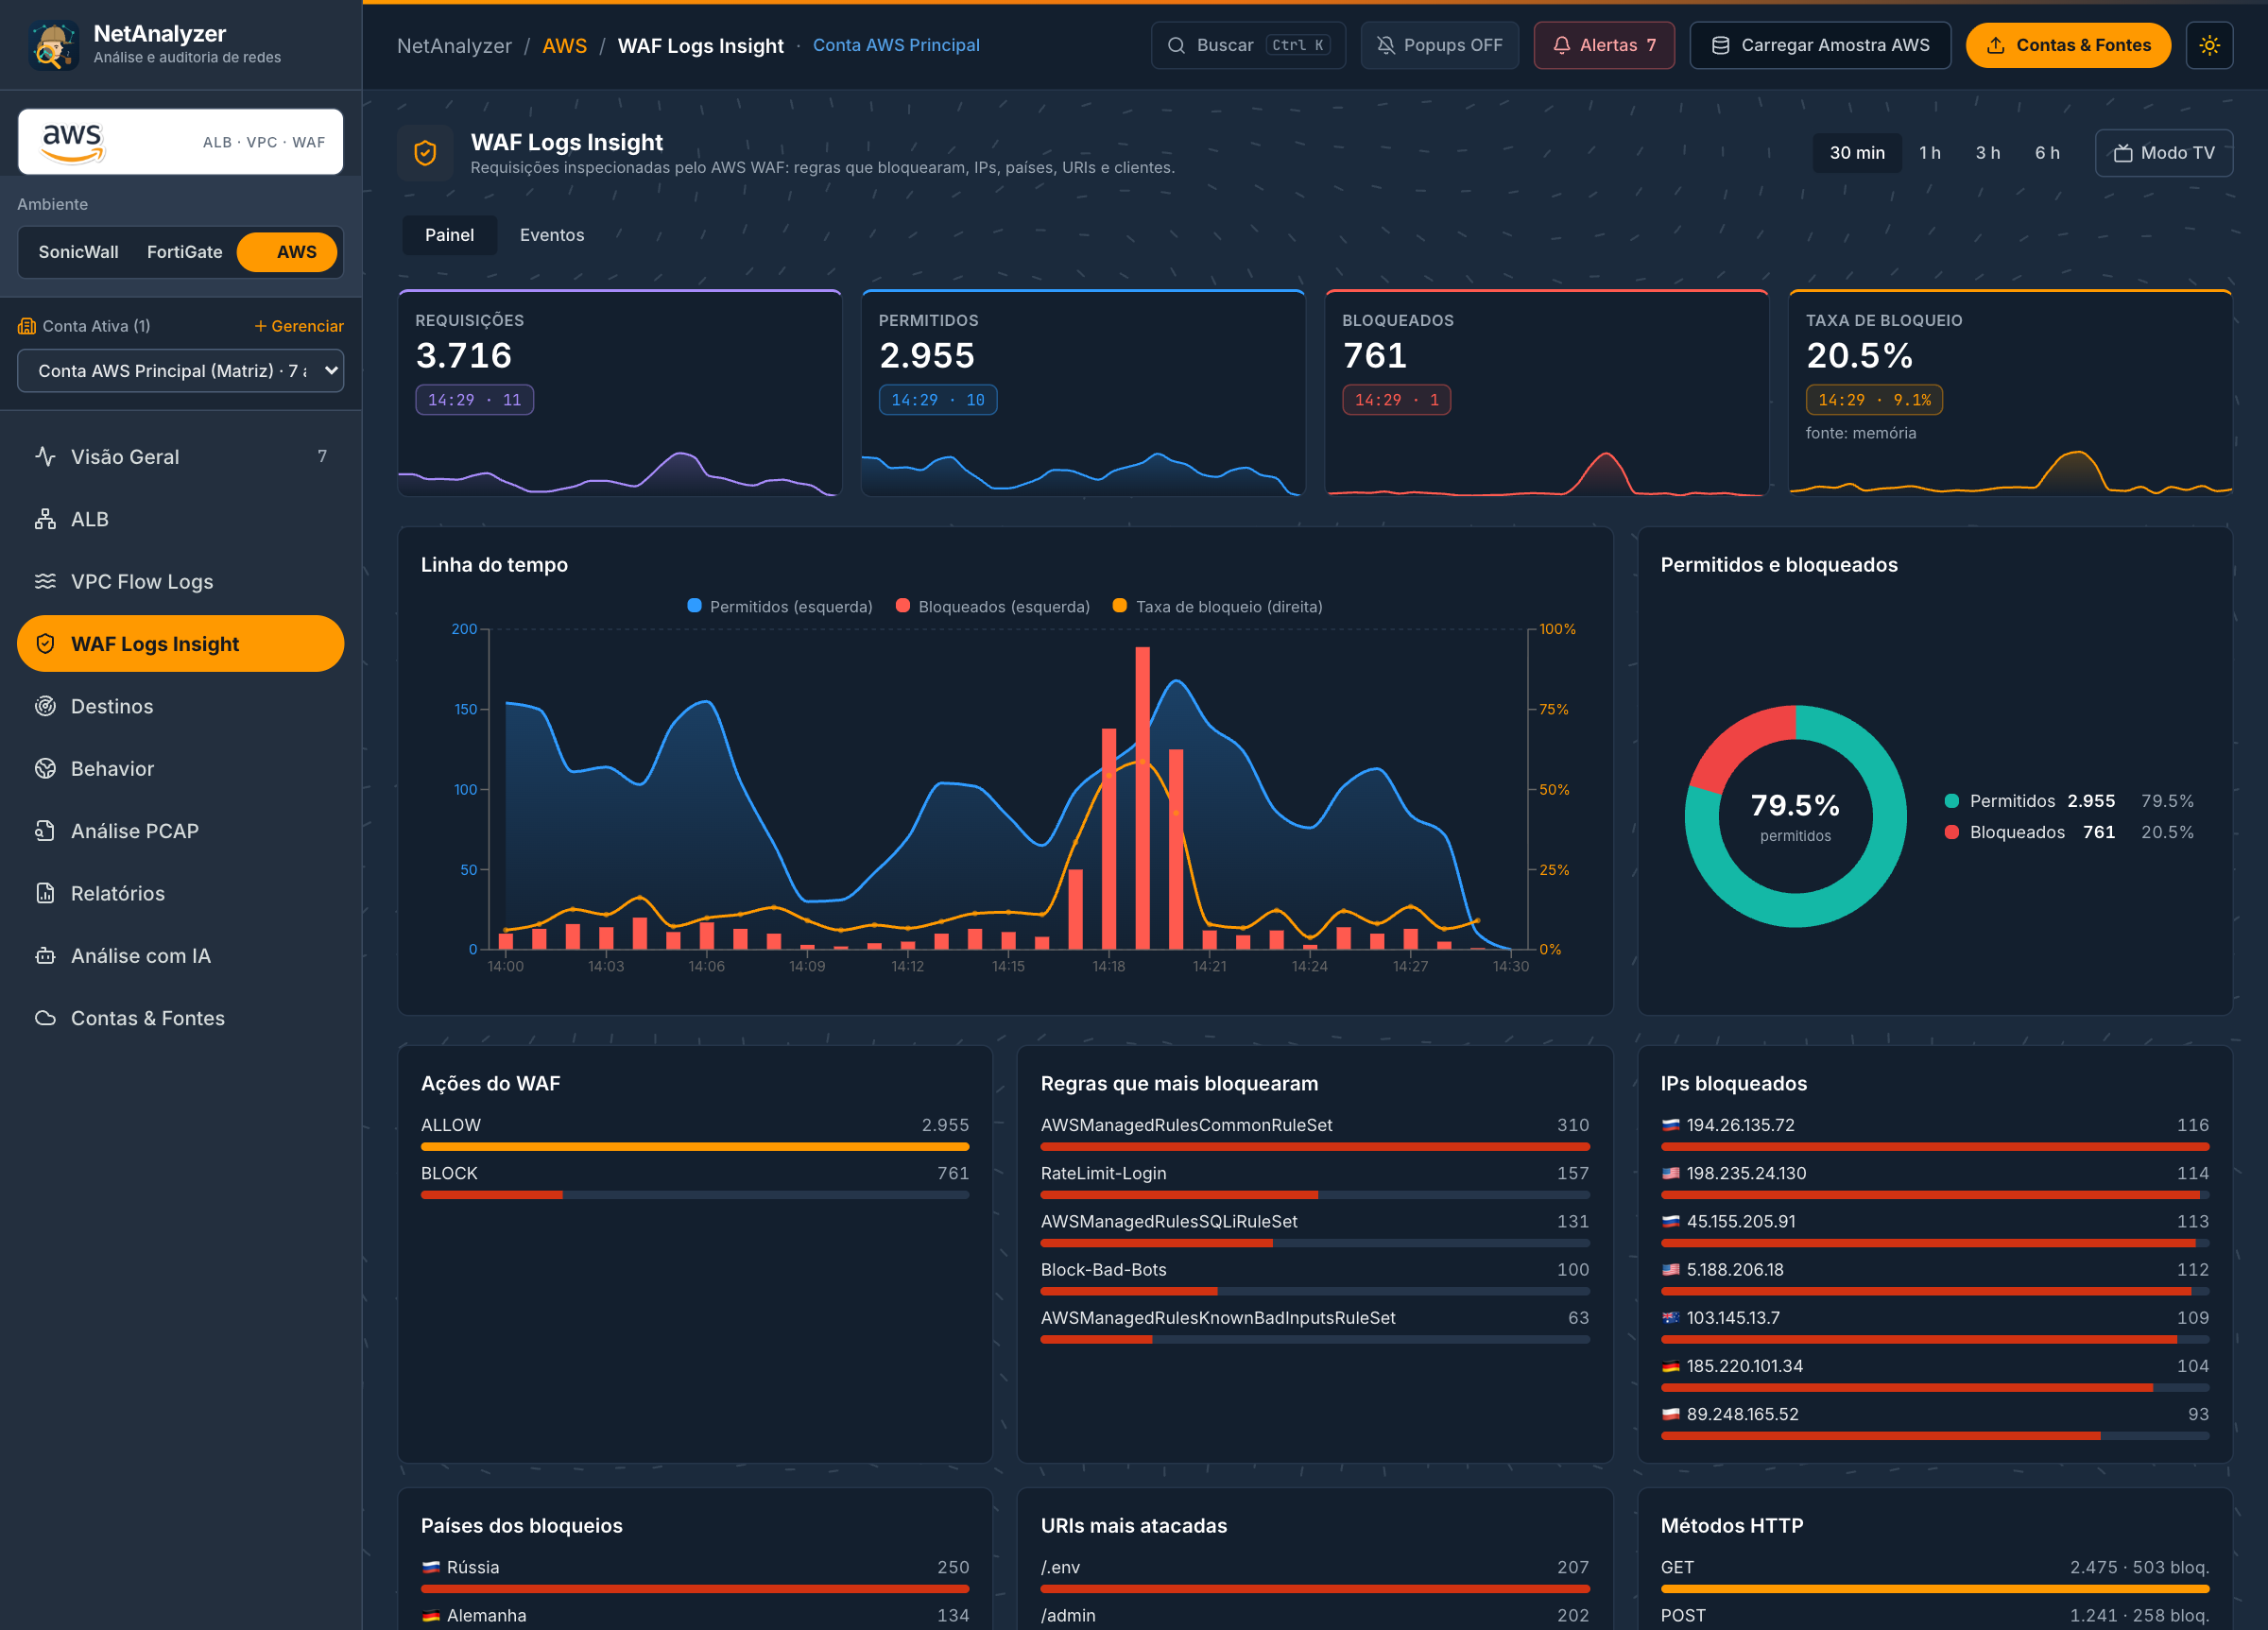 NetAnalyzer
Análise e auditoria de redes
NetAnalyzer / AWS / WAF Logs Insight · Conta AWS Principal
Buscar Ctrl K
Popups OFF
Alertas 7
Carregar Amostra AWS
Contas & Fontes
aws
ALB · VPC · WAF
Ambiente
SonicWall FortiGate AWS
Conta Ativa (1)
+ Gerenciar
Conta AWS Principal (Matriz) · 7
Visão Geral 7
ALB
VPC Flow Logs
WAF Logs Insight
Destinos
Behavior
Análise PCAP
Relatórios
Análise com IA
Contas & Fontes
WAF Logs Insight
Requisições inspecionadas pelo AWS WAF: regras que bloquearam, IPs, países, URIs e clientes.
30 min 1 h 3 h 6 h
Modo TV
Painel Eventos
REQUISIÇÕES
3.716
14:29 · 11
PERMITIDOS
2.955
14:29 · 10
BLOQUEADOS
761
14:29 · 1
TAXA DE BLOQUEIO
20.5%
14:29 · 9.1%
fonte: memória
Linha do tempo
Permitidos (esquerda) Bloqueados (esquerda) Taxa de bloqueio (direita)
200 100%
150 75%
100 50%
50 25%
0 0%
14:00 14:03 14:06 14:09 14:12 14:15 14:18 14:21 14:24 14:27 14:30
Permitidos e bloqueados
79.5%
permitidos
Permitidos 2.955 79.5%
Bloqueados 761 20.5%
Ações do WAF
ALLOW 2.955
BLOCK 761
Regras que mais bloquearam
AWSManagedRulesCommonRuleSet 310
RateLimit-Login 157
AWSManagedRulesSQLiRuleSet 131
Block-Bad-Bots 100
AWSManagedRulesKnownBadInputsRuleSet 63
IPs bloqueados
194.26.135.72 116
198.235.24.130 114
45.155.205.91 113
5.188.206.18 112
103.145.13.7 109
185.220.101.34 104
89.248.165.52 93
Países dos bloqueios
Rússia 250
Alemanha 134
URIs mais atacadas
/.env 207
/admin 202
Métodos HTTP
GET 2.475 · 503 bloq.
POST 1.241 · 258 bloq.